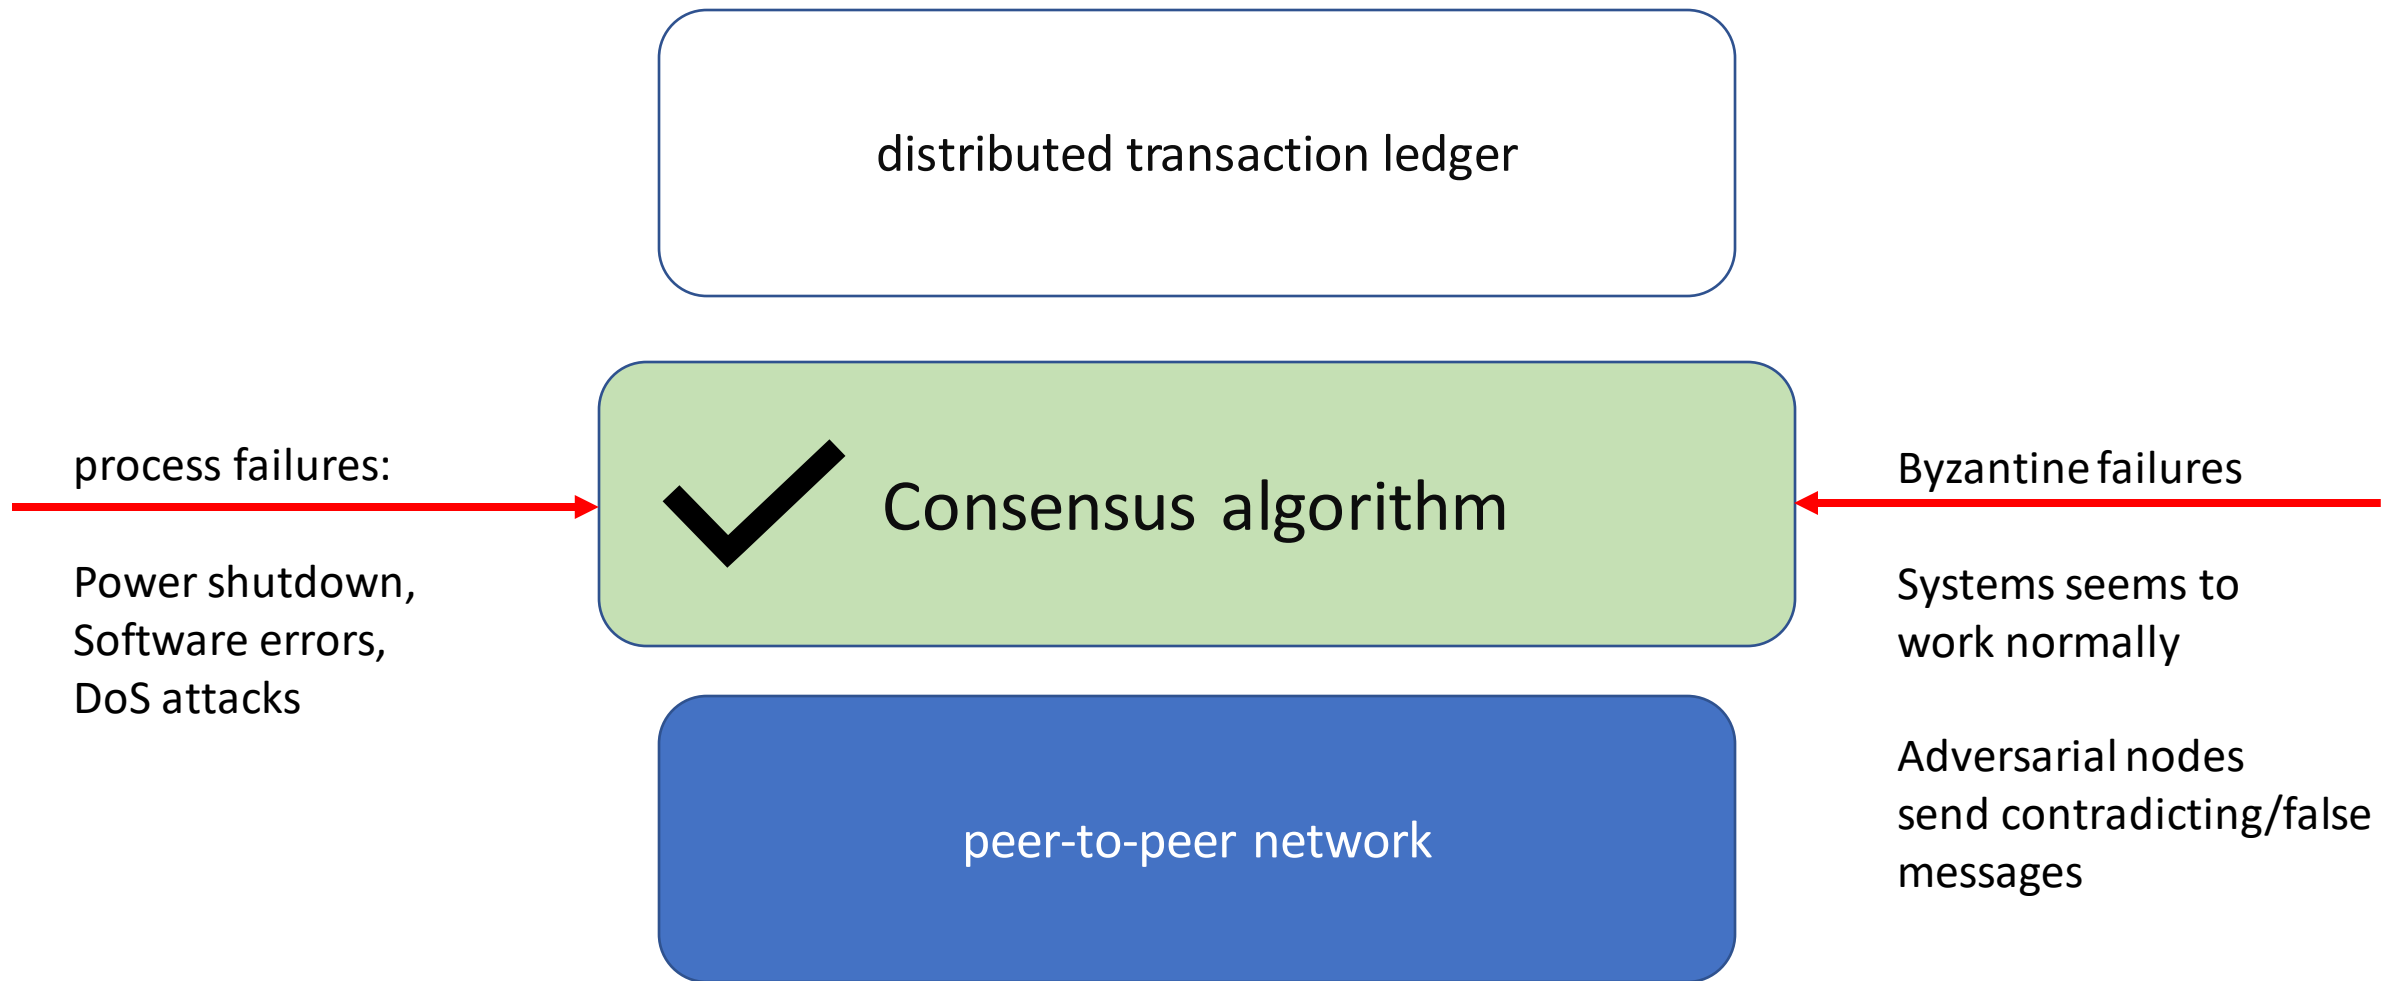 distributed transaction ledger
process failures:
Power shutdown,
Software errors,
DoS attacks
Consensus algorithm
Byzantine failures
Systems seems to
work normally
Adversarial nodes
send contradicting/false
messages
peer-to-peer network